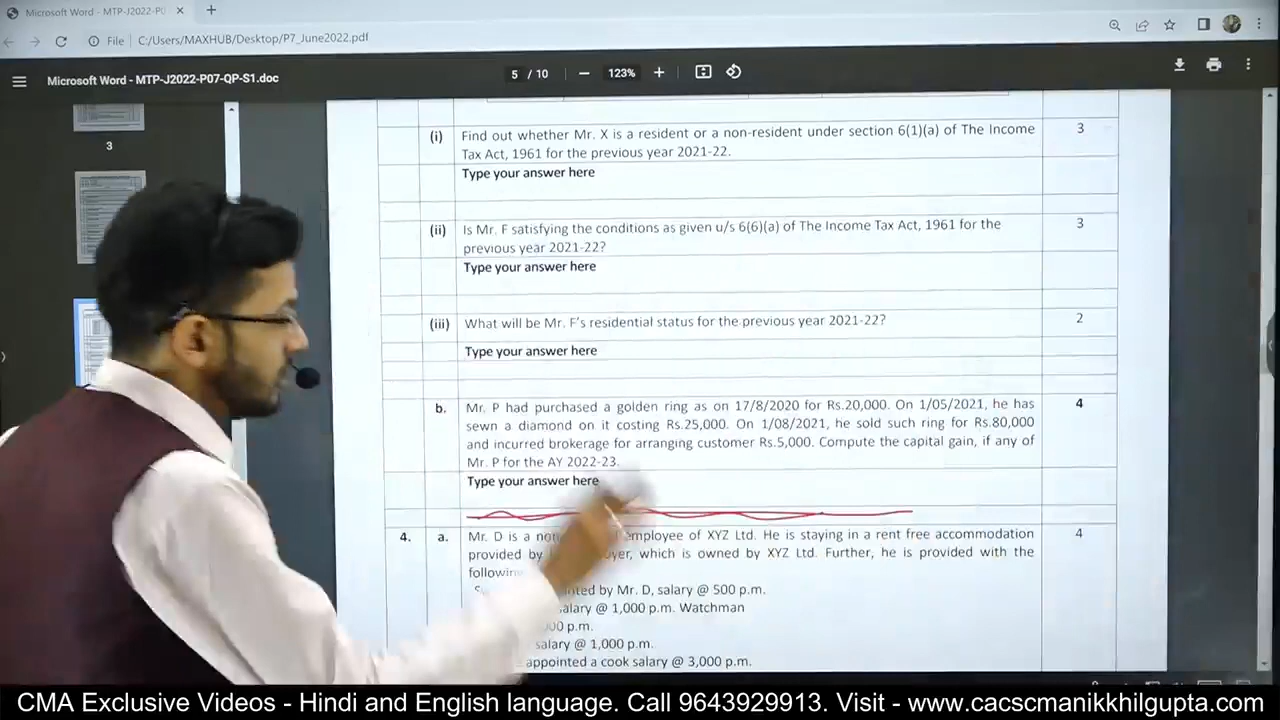 Microsoft Word - MTP-J2022-P0
File
C:/Users/MAXHUB/Desktop/P7_June2022.pdf
Microsoft Word - MTP-J2022-P07-QP-S1.doc
5 / 10
123%
3
(i) Find out whether Mr. X is a resident or a non-resident under section 6(1)(a) of The Income 3
Tax Act, 1961 for the previous year 2021-22.
Type your answer here
(ii) Is Mr. F satisfying the conditions as given u/s 6(6)(a) of The Income Tax Act, 1961 for the 3
previous year 2021-22?
Type your answer here
(iii) What will be Mr. F's residential status for the previous year 2021-22? 2
Type your answer here
b. Mr. P had purchased a golden ring as on 17/8/2020 for Rs.20,000. On 1/05/2021, he has 4
sewn a diamond on it costing Rs.25,000. On 1/08/2021, he sold such ring for Rs.80,000
and incurred brokerage for arranging customer Rs.5,000. Compute the capital gain, if any of
Mr. P for the AY 2022-23.
Type your answer here
4. a. Mr. D is a employee of XYZ Ltd. He is staying in a rent free accommodation 4
provided by which is owned by XYZ Ltd. Further, he is provided with the
by Mr. D, salary @ 500 p.m.
salary @ 1,000 p.m. Watchman
p.m.
salary @ 1,000 p.m.
appointed a cook salary @ 3,000 p.m.
CMA Exclusive Videos - Hindi and English language. Call 9643929913. Visit - www.cacscmanikkhilgupta.com